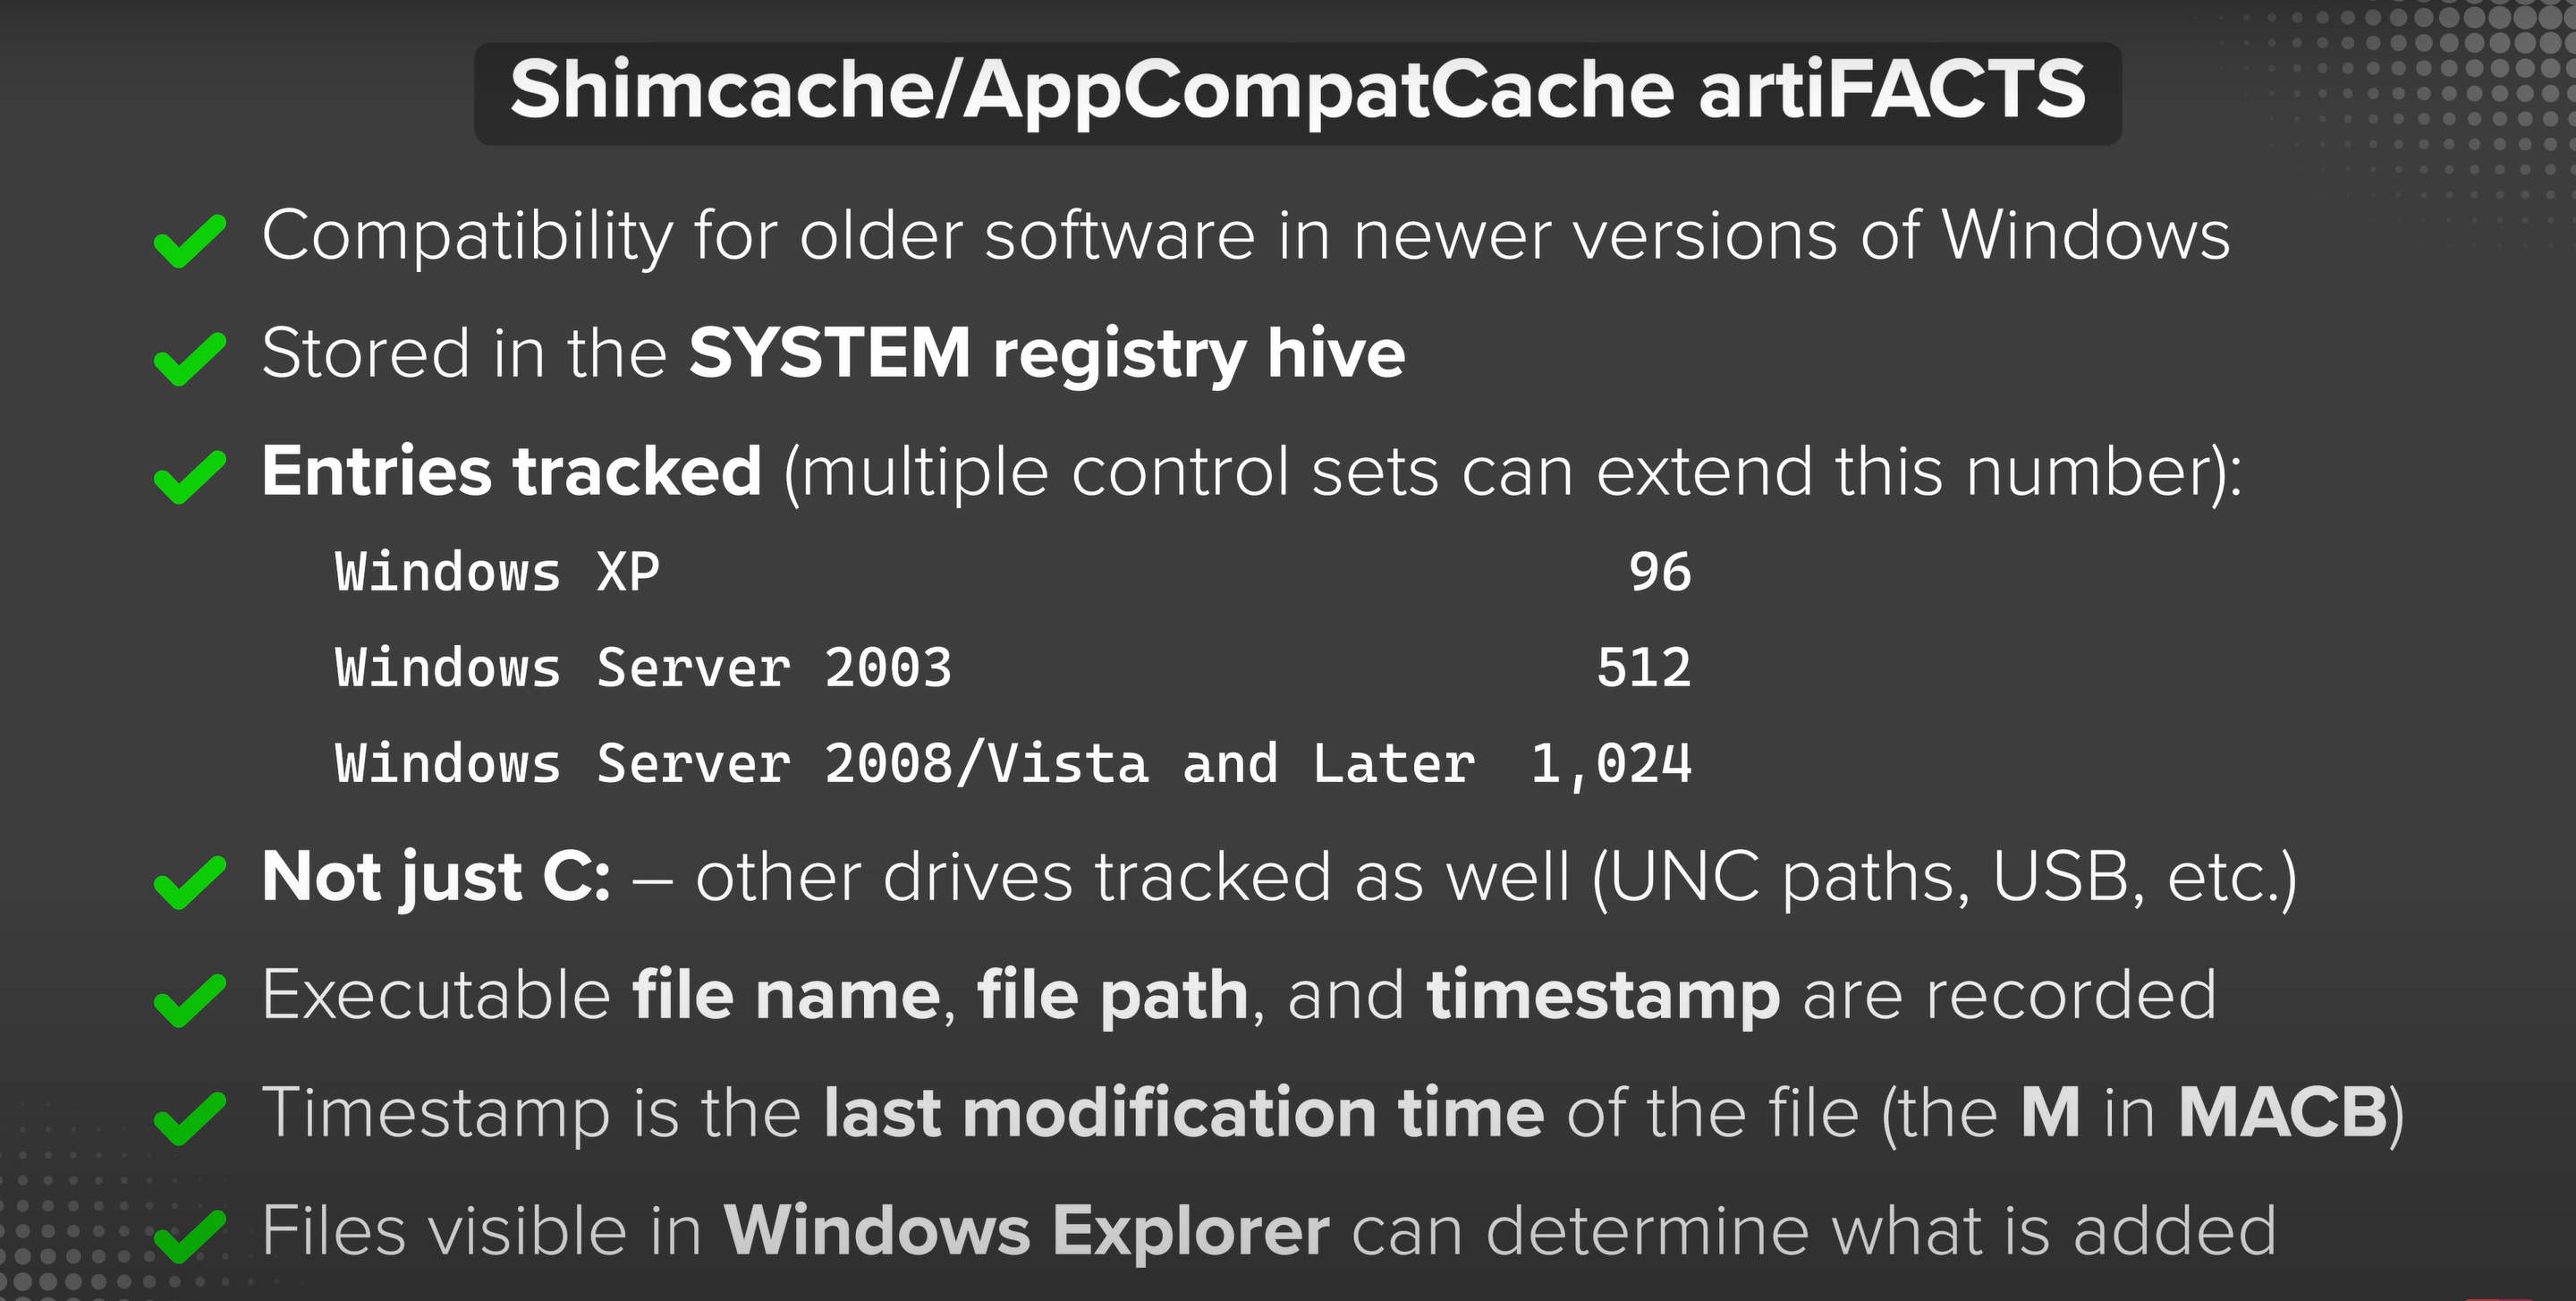 Shimcache/AppCompatCache artiFACTS
Compatibility for older software in newer versions of Windows
Stored in the SYSTEM registry hive
Entries tracked (multiple control sets can extend this number):
Windows XP 96
Windows Server 2003 512
Windows Server 2008/Vista and Later 1,024
Not just C: – other drives tracked as well (UNC paths, USB, etc.)
Executable file name, file path, and timestamp are recorded
Timestamp is the last modification time of the file (the M in MACB)
Files visible in Windows Explorer can determine what is added